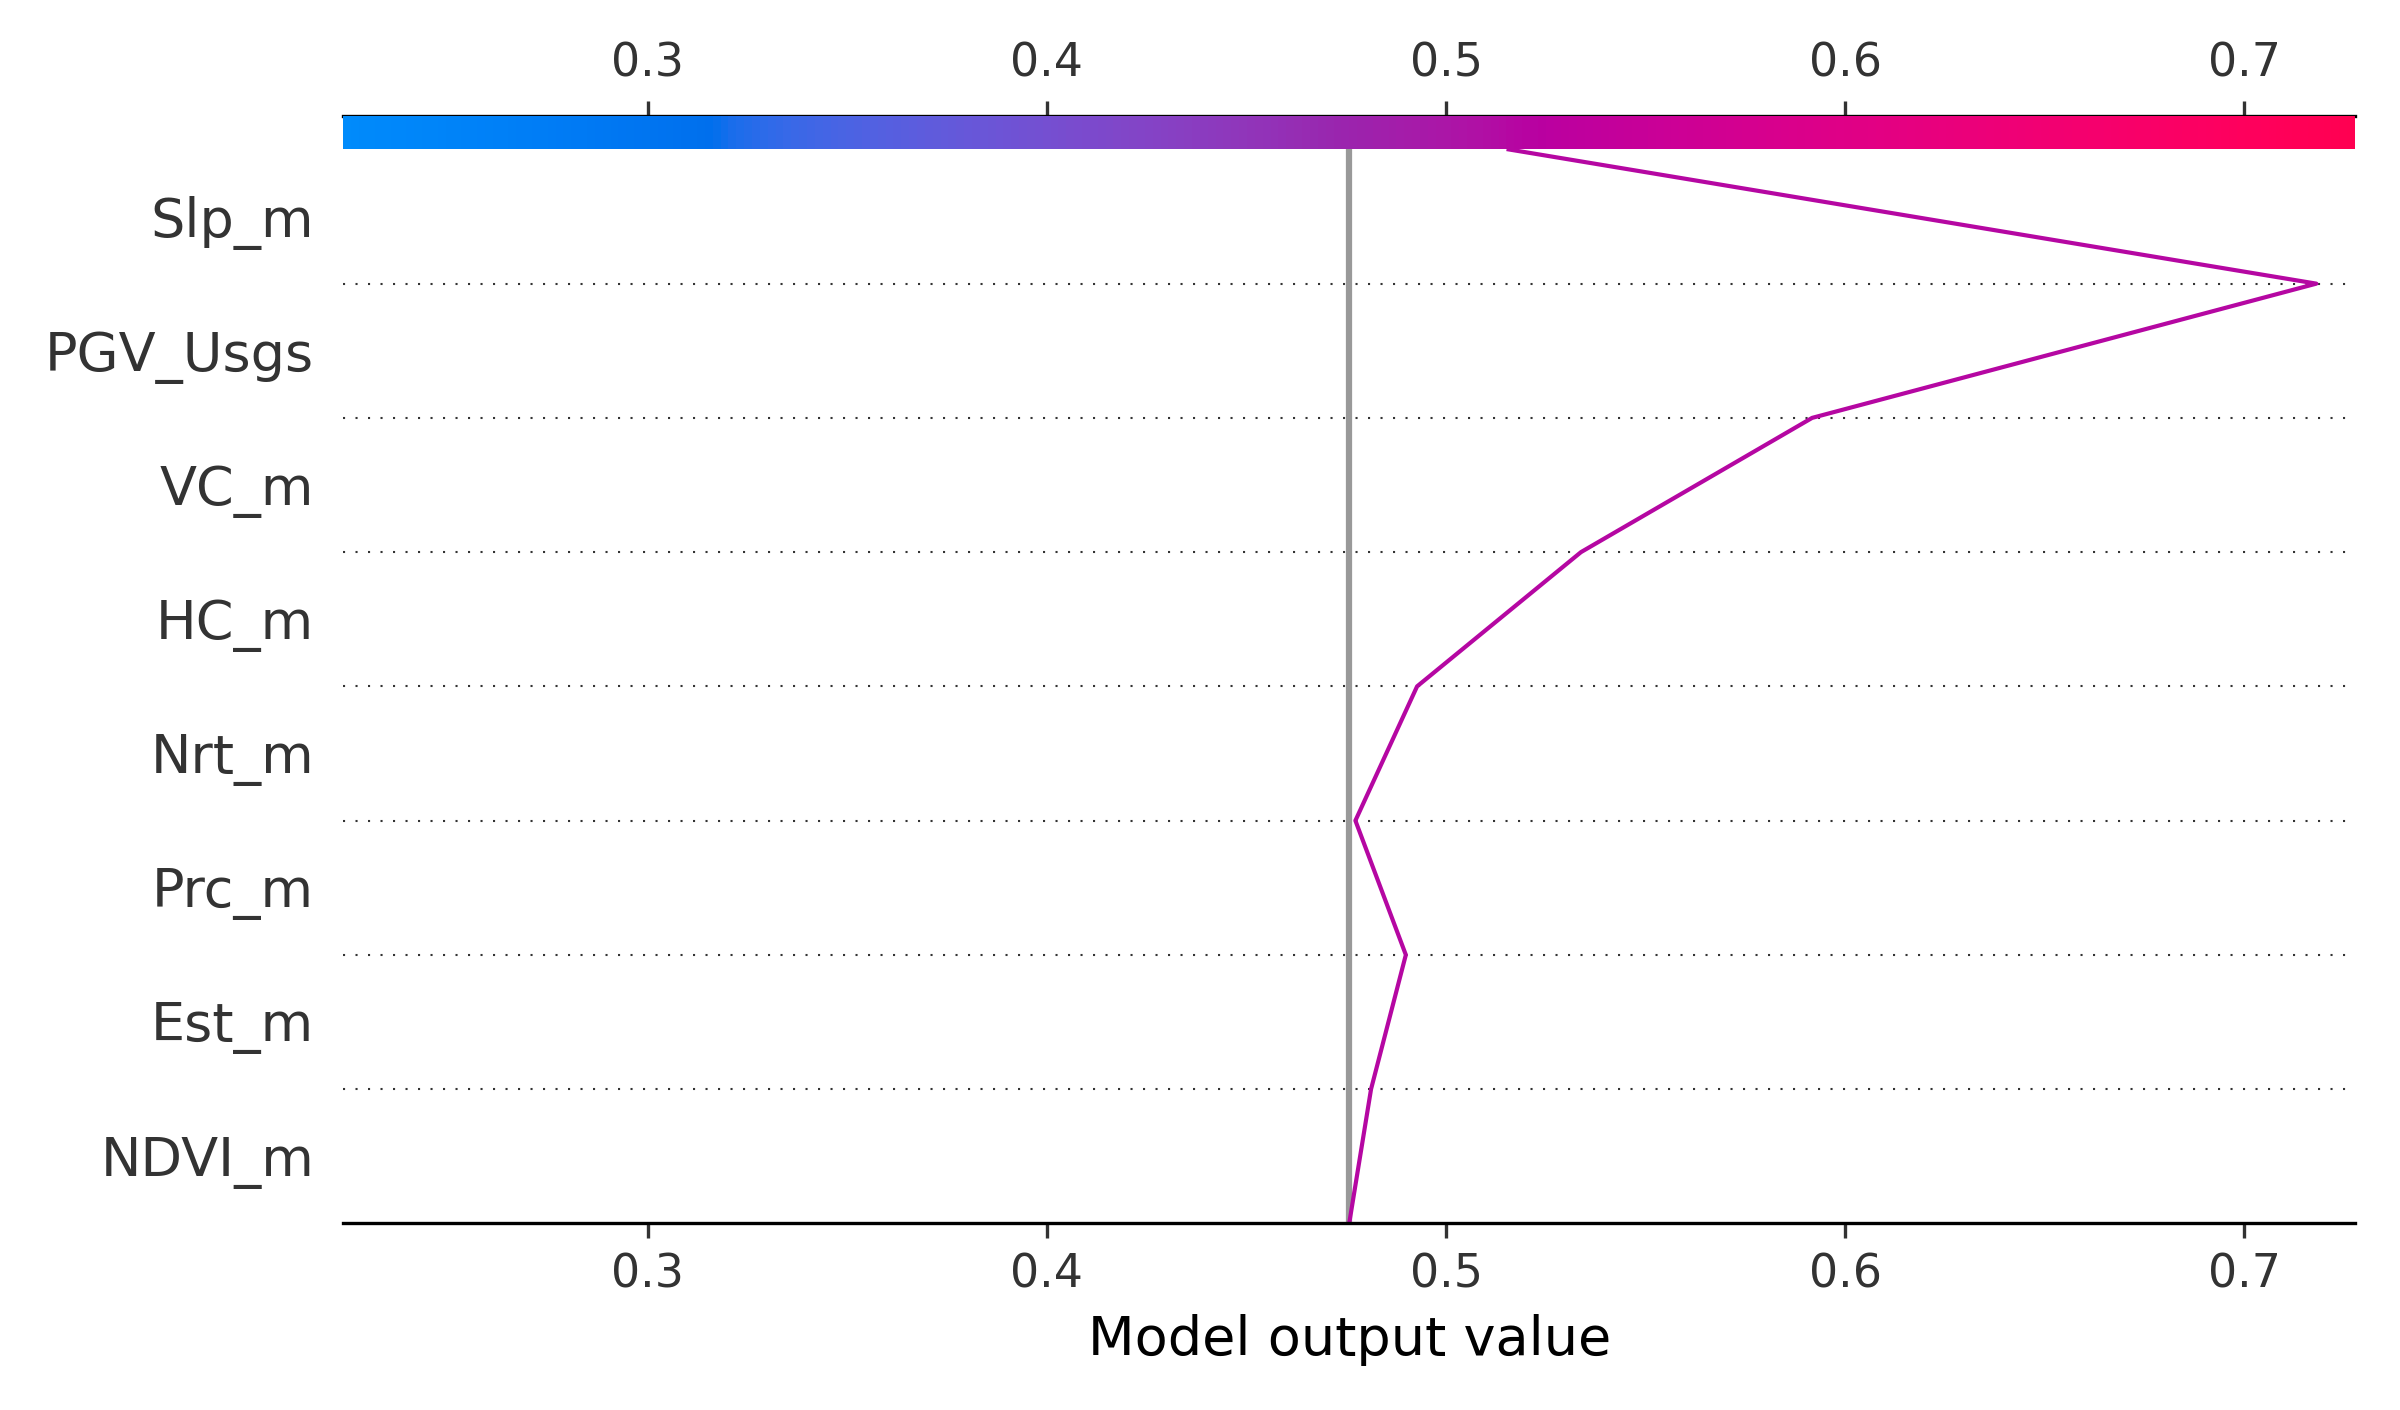 0.3 0.4 0.5 0.6 0.7
Slp_m
PGV_Usgs
VC_m
HC_m
Nrt_m
Prc_m
Est_m
NDVI_m
0.3 0.4 0.5 0.6 0.7
Model output value